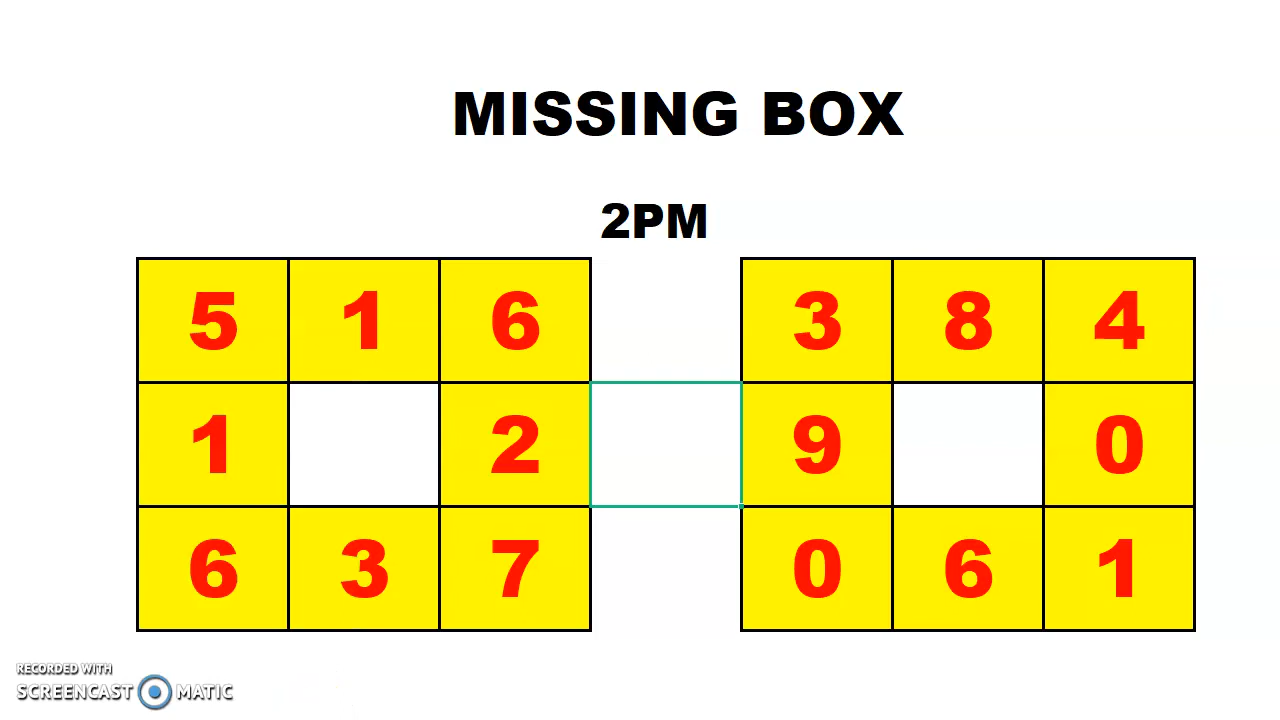 MISSING BOX
2PM
5 1 6 3 8 4
1 2 9 0
6 3 7 0 6 1
RECORDED WITH
SCREENCAST MATIC